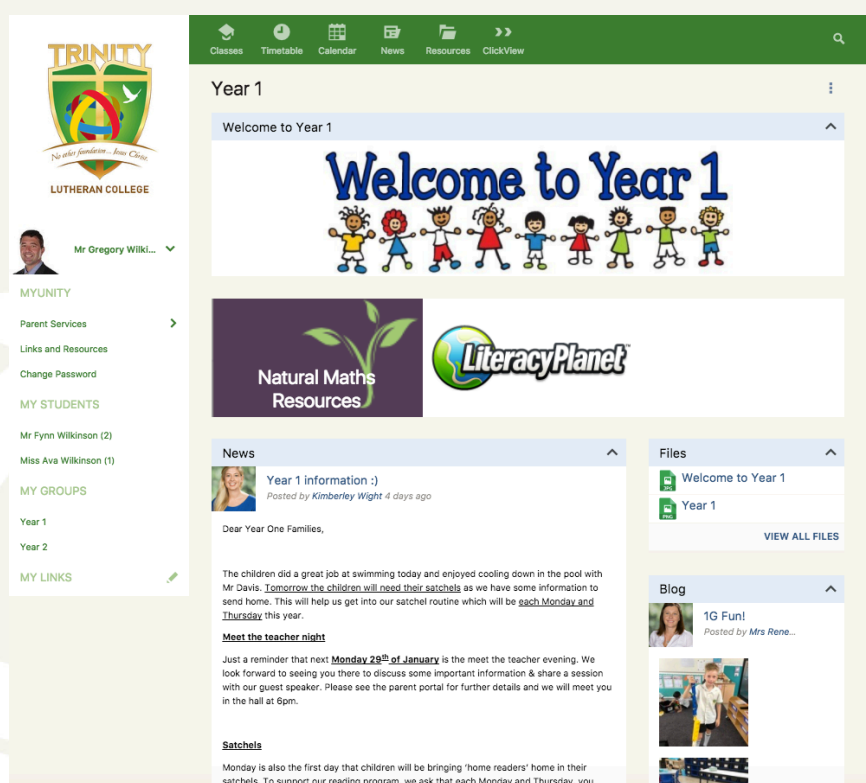 TRINITY
No other foundation... Jesus Christ.
LUTHERAN COLLEGE
Mr Gregory Wilki...
MYUNITY
Parent Services
Links and Resources
Change Password
MY STUDENTS
Mr Fynn Wilkinson (2)
Miss Ava Wilkinson (1)
MY GROUPS
Year 1
Year 2
MY LINKS
Classes
Timetable
Calendar
News
Resources
ClickView
Year 1
Welcome to Year 1
Welcome to Year 1
Natural Maths
Resources
LiteracyPlanet
News
Year 1 information :)
Posted by Kimberley Wight 4 days ago
Dear Year One Families,
The children did a great job at swimming today and enjoyed cooling down in the pool with
Mr Davis. Tomorrow the children will need their satchels as we have some information to
send home. This will help us get into our satchel routine which will be each Monday and
Thursday this year.
Meet the teacher night
Just a reminder that next Monday 29th of January is the meet the teacher evening. We
look forward to seeing you there to discuss some important information & share a session
with our guest speaker. Please see the parent portal for further details and we will meet you
in the hall at 6pm.
Satchels
Monday is also the first day that children will be bringing 'home readers' home in their
satchels. To support our reading program, we ask that each Monday and Thursday, you
Files
JPG
Welcome to Year 1
PNG
Year 1
VIEW ALL FILES
Blog
1G Fun!
Posted by Mrs Rene...